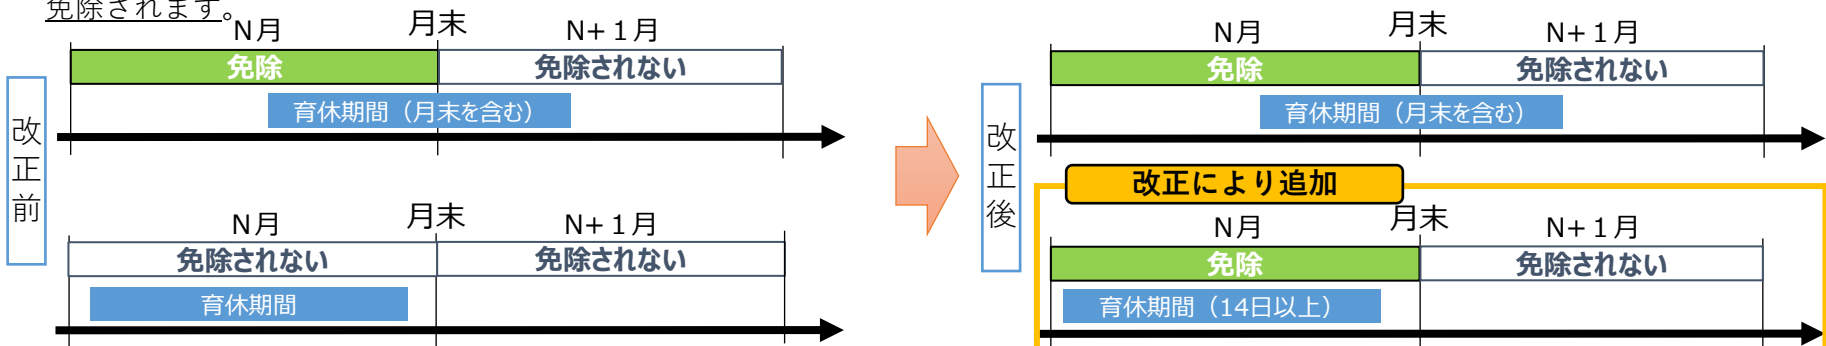 免除されます。
改正前
N月 月末 N+1月
免除 免除されない
育休期間（月末を含む）
N月 月末 N+1月
免除されない 免除されない
育休期間
改正後
N月 月末 N+1月
免除 免除されない
育休期間（月末を含む）
改正により追加
N月 月末 N+1月
免除 免除されない
育休期間（14日以上）